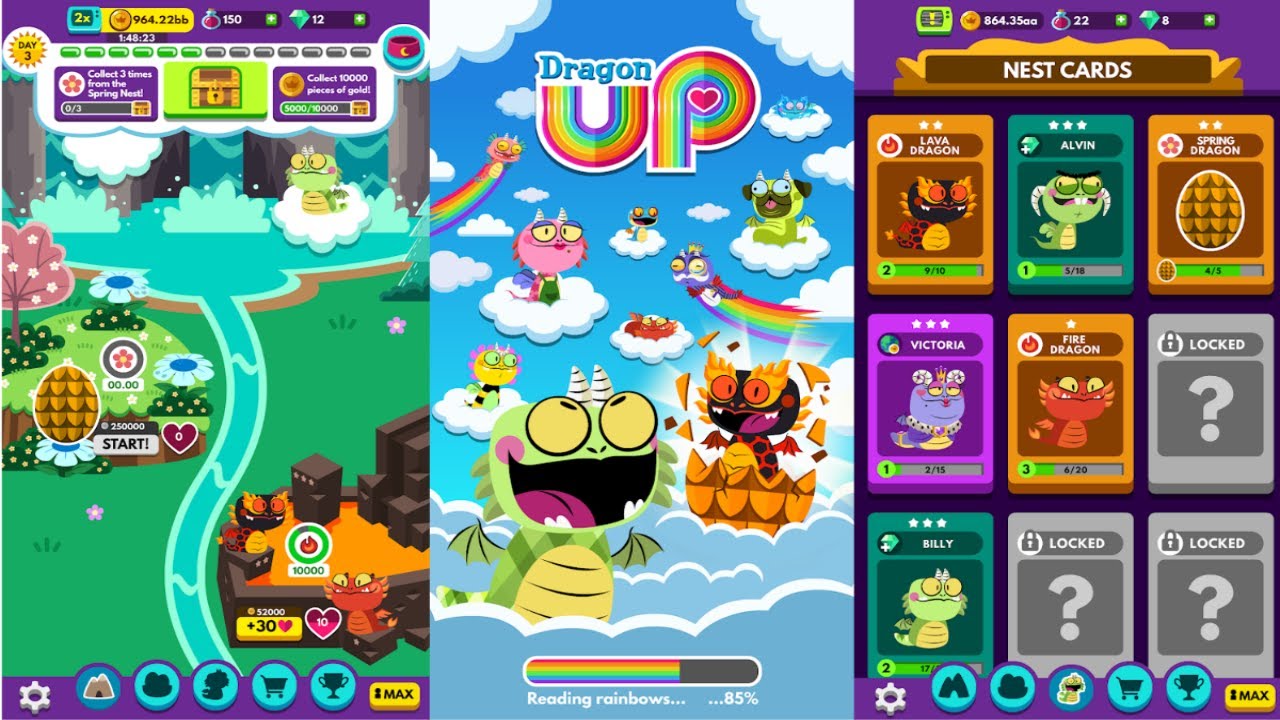 2x
964.22bb
150
12
1:48:23
DAY
3
Collect 3 times
from the
Spring Nest!
0/3
Collect 10000
pieces of gold!
5000/10000
00.00
250000
START!
0
10000
52000
+30
10
MAX
Dragon
UP
Reading rainbows...
...85%
864.35aa
22
8
NEST CARDS
LAVA
DRAGON
2
9/10
ALVIN
1
5/18
SPRING
DRAGON
4/5
VICTORIA
1
2/15
FIRE
DRAGON
3
6/20
LOCKED
?
BILLY
2
17/
LOCKED
?
LOCKED
?
MAX